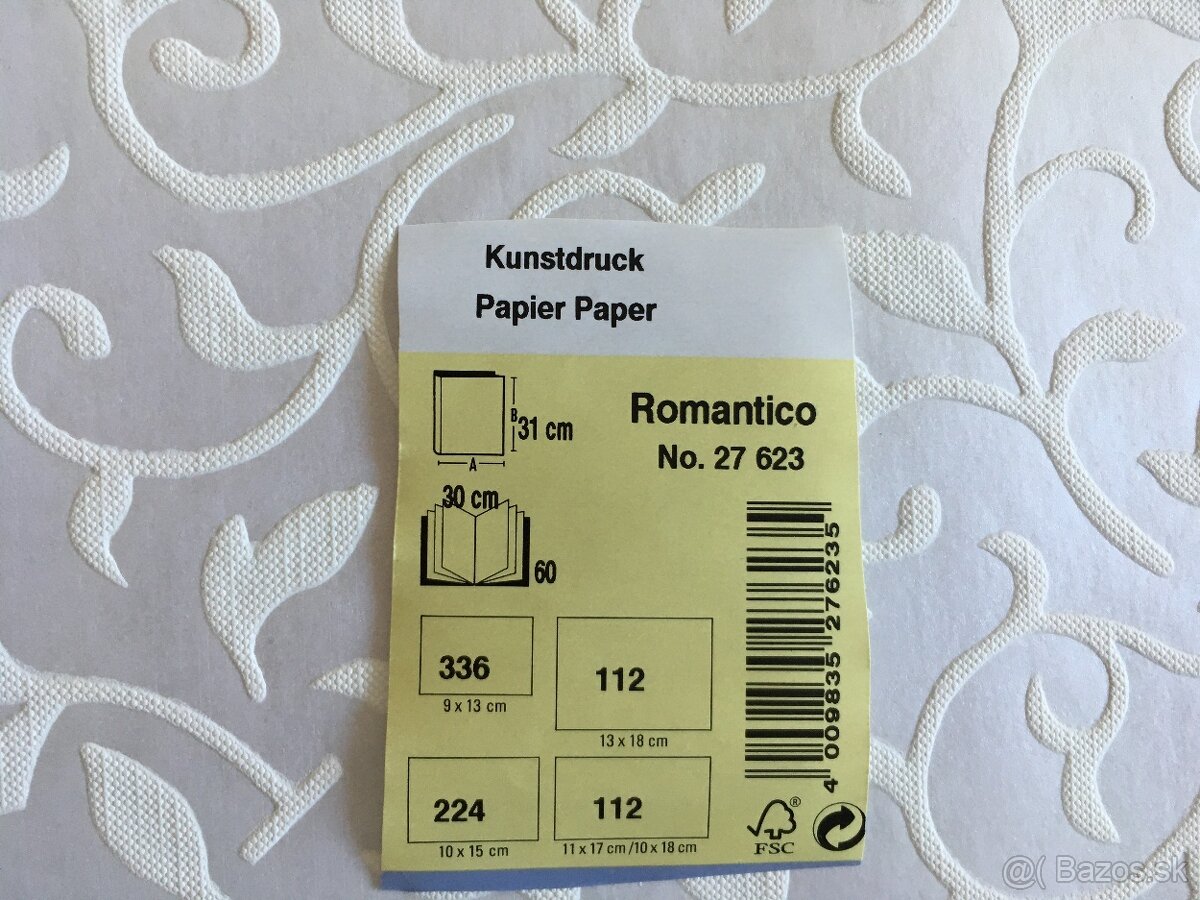 Kunstdruck
Papier Paper
Romantico
No. 27 623
B
31 cm
A
30 cm
60
336
9 x 13 cm
112
13 x 18 cm
224
10 x 15 cm
112
11 x 17 cm /10 x 18 cm
4 009835 276235
®
FSC
@( Bazos.sk